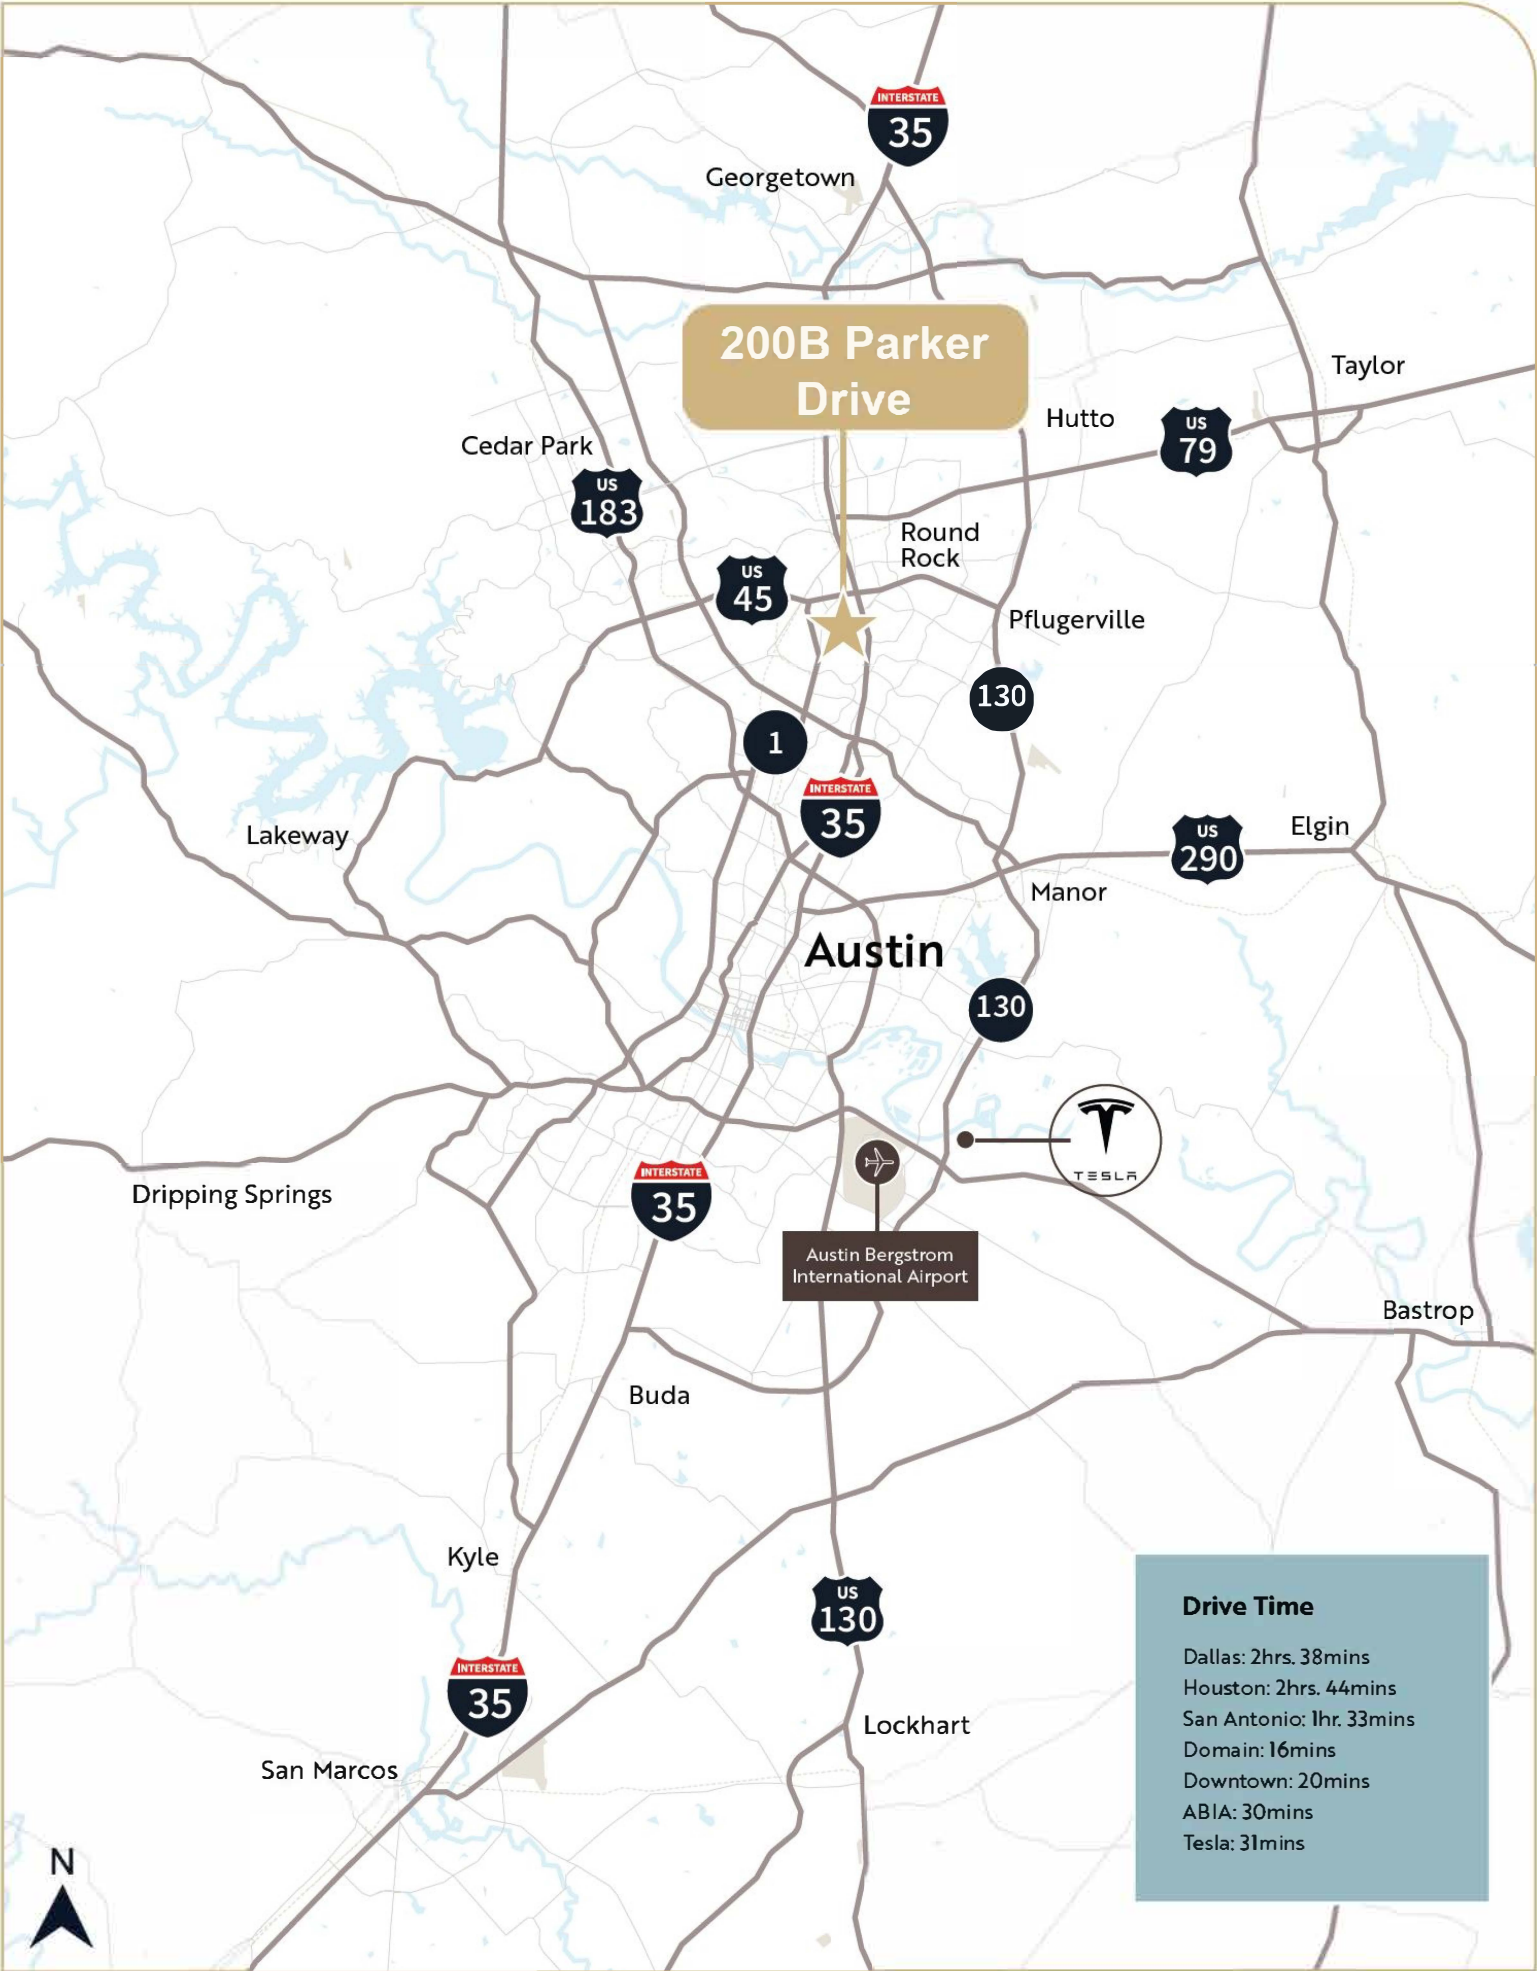 INTERSTATE
35
Georgetown
200B Parker
Drive
Taylor
Hutto
US
79
Cedar Park
US
183
Round
Rock
US
45
Pflugerville
130
1
INTERSTATE
35
Lakeway
US
290
Elgin
Manor
Austin
130
TESLA
Austin Bergstrom
International Airport
INTERSTATE
35
Dripping Springs
Bastrop
Buda
Kyle
US
130
INTERSTATE
35
Lockhart
San Marcos
Drive Time
Dallas: 2hrs. 38mins
Houston: 2hrs. 44mins
San Antonio: 1hr. 33mins
Domain: 16mins
Downtown: 20mins
ABIA: 30mins
Tesla: 31mins
N